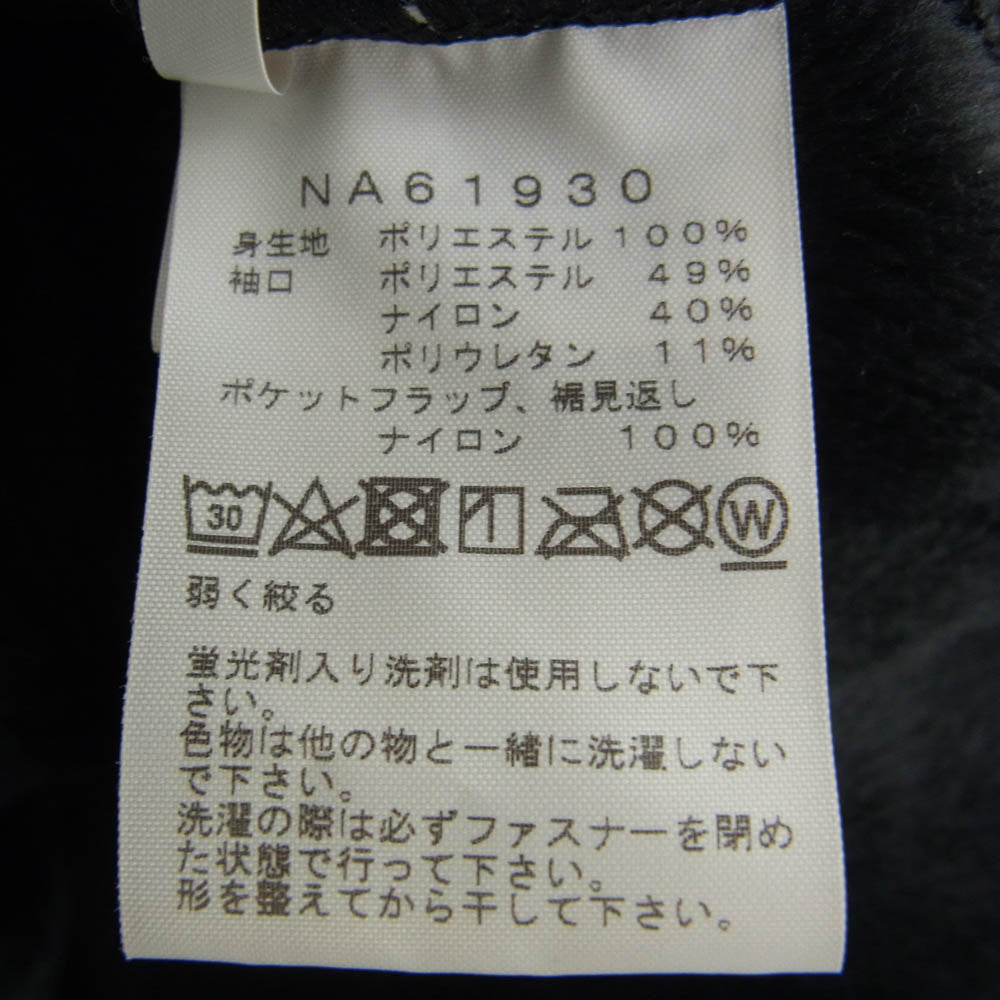 NA61930
身生地 ポリエステル 100%
袖口 ポリエステル 49%
ナイロン 40%
ポリウレタン 11%
ポケットフラップ、裾見返し
ナイロン 100%
30 W
弱く絞る
蛍光剤入り洗剤は使用しないで下
さい。
色物は他の物と一緒に洗濯しない
で下さい。
洗濯の際は必ずファスナーを閉め
た状態で行って下さい。
形を整えてから干して下さい。